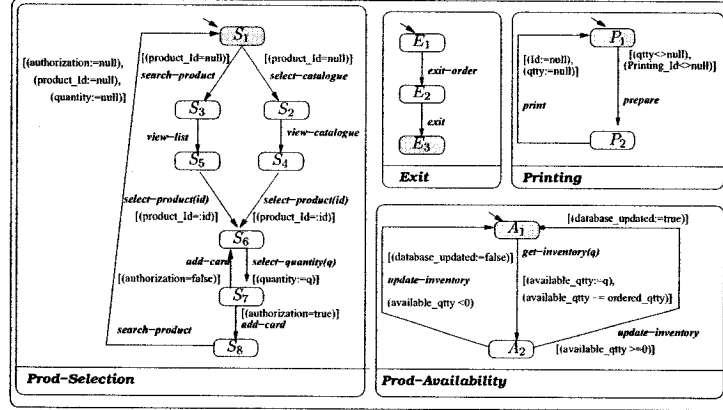 S1
[(authorization:=null),
(product_Id:=null),
(quantity:=null)]
[(product_Id=null)]
search-product
[(product_Id=null)]
select-catalogue
S3
S2
view-list
view-catalogue
S5
S4
select-product(id)
[(product_Id=:id)]
select-product(id)
[(product_Id=:id)]
S6
add-card
[(authorization=false)]
select-quantity(q)
[(quantity:=q)]
S7
[(authorization=true)]
add-card
search-product
S8
Prod-Selection
E1
exit-order
E2
exit
E3
Exit
P1
[(Id:=null),
(qtty:=null)]
[(qtty<>null),
(Printing_Id<>null)]
print
prepare
P2
Printing
[(database_updated:=true)]
A1
[(database_updated:=false)]
get-inventory(q)
update-inventory
[(available_qtty:=q),
(available_qtty <0)
(available_qtty -= ordered_qtty)]
update-inventory
A2
[(available_qtty >=0)]
Prod-Availability